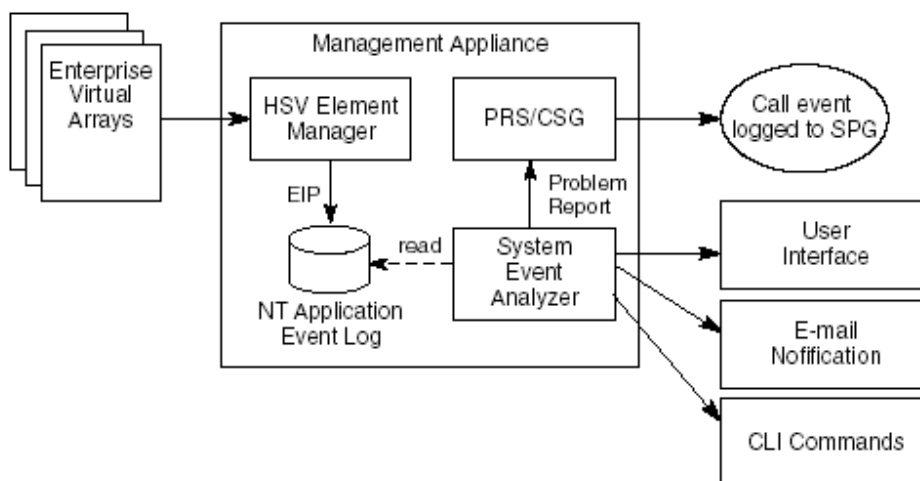 Management Appliance
Enterprise
Virtual
Arrays
HSV Element
Manager
PRS/CSG
Call event
logged to SPG
EIP
Problem
Report
read
System
Event
Analyzer
NT Application
Event Log
User
Interface
E-mail
Nofification
CLI Commands